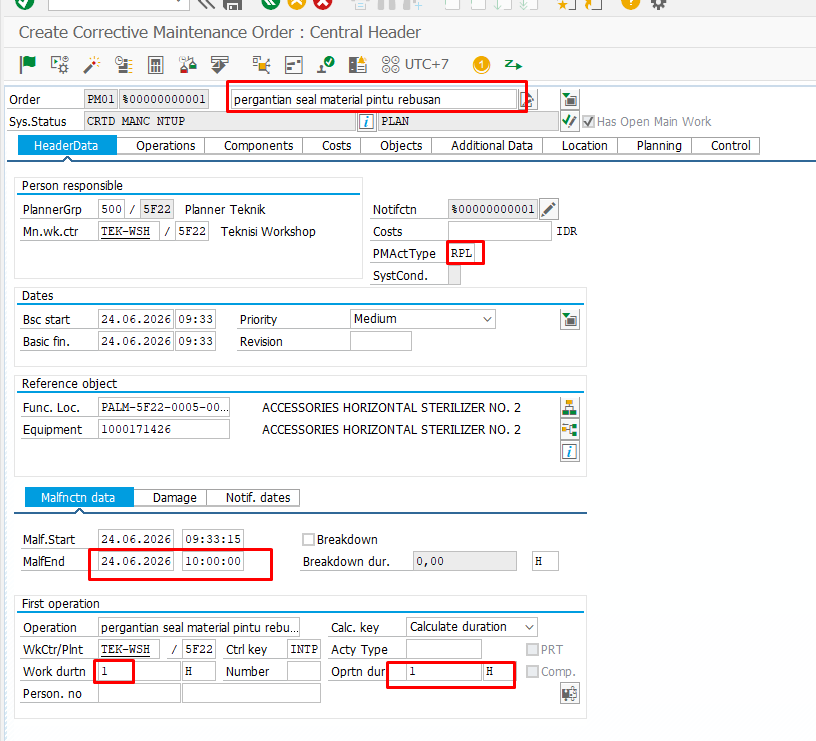 Create Corrective Maintenance Order : Central Header
UTC+7 1
Order PM01 %00000000001 pergantian seal material pintu rebusan
Sys.Status CRTD MANC NTUP i PLAN Has Open Main Work
HeaderData Operations Components Costs Objects Additional Data Location Planning Control
Person responsible
PlannerGrp 500 / 5F22 Planner Teknik Notifctn %00000000001
Mn.wk.ctr TEK-WSH / 5F22 Teknisi Workshop Costs IDR
PMActType RPL
SystCond.
Dates
Bsc start 24.06.2026 09:33 Priority Medium
Basic fin. 24.06.2026 09:33 Revision
Reference object
Func. Loc. PALM-5F22-0005-00... ACCESSORIES HORIZONTAL STERILIZER NO. 2
Equipment 1000171426 ACCESSORIES HORIZONTAL STERILIZER NO. 2
i
Malfnctn data Damage Notif. dates
Malf.Start 24.06.2026 09:33:15 Breakdown
MalfEnd 24.06.2026 10:00:00 Breakdown dur. 0,00 H
First operation
Operation pergantian seal material pintu rebu... Calc. key Calculate duration
WkCtr/Plnt TEK-WSH / 5F22 Ctrl key INTP Acty Type PRT
Work durtn 1 H Number Oprtn dur 1 H Comp.
Person. no